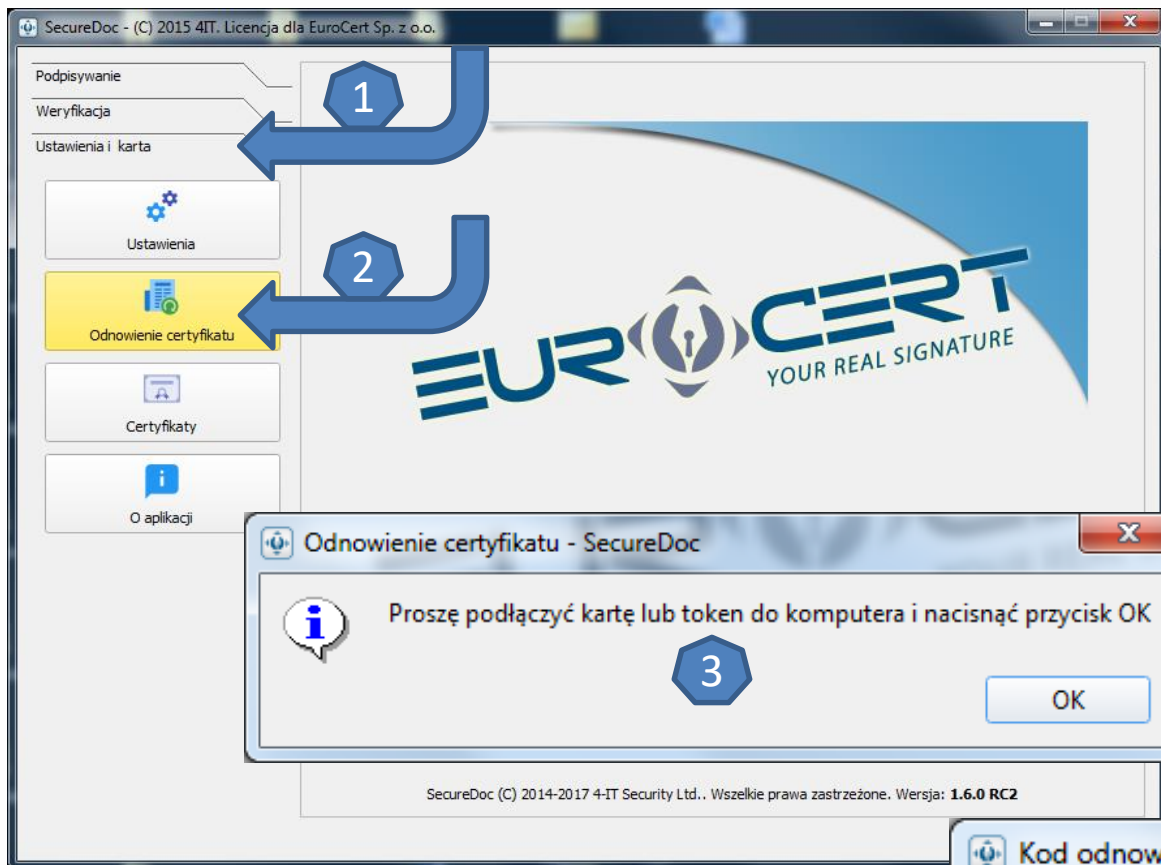 SecureDoc - (C) 2015 4IT. Licencja dla EuroCert Sp. z o.o.
Podpisywanie
Weryfikacja
Ustawienia i karta
1
Ustawienia
2
Odnowienie certyfikatu
EUROCERT
YOUR REAL SIGNATURE
Certyfikaty
O aplikacji
Odnowienie certyfikatu - SecureDoc
Proszę podłączyć kartę lub token do komputera i nacisnąć przycisk OK
3
OK
SecureDoc (C) 2014-2017 4-IT Security Ltd.. Wszelkie prawa zastrzeżone. Wersja: 1.6.0 RC2
Kod odnow